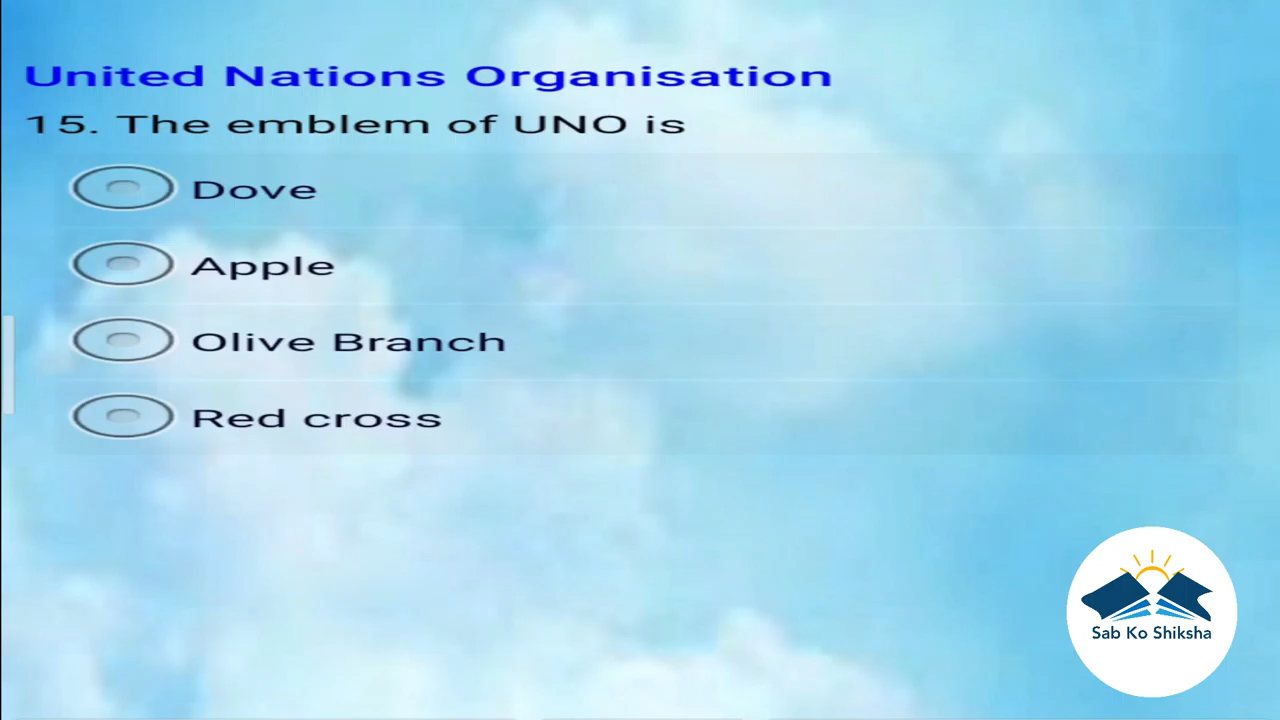 United Nations Organisation
15. The emblem of UNO is
Dove
Apple
Olive Branch
Red cross
Sab Ko Shiksha